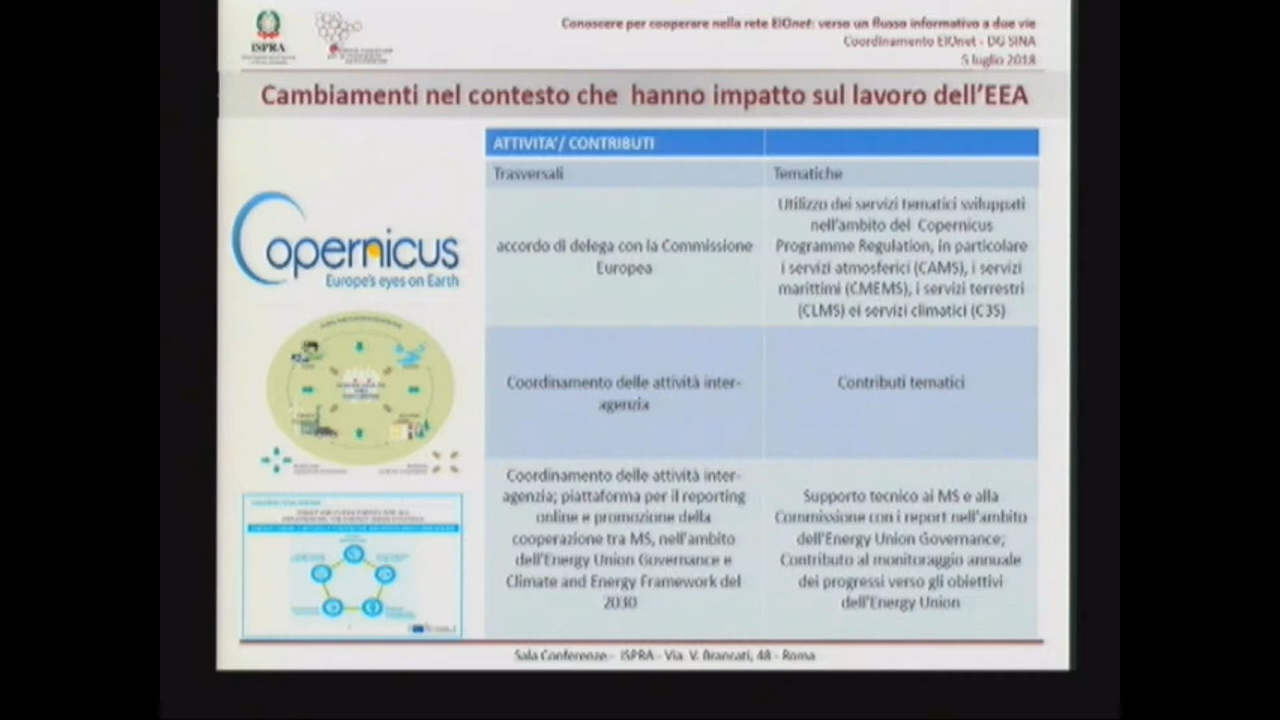 Conoscere per cooperare nella rete EIOnet: verso un flusso informativo a due vie
Coordinamento EIOnet - DG SINA
5 luglio 2018
ISPRA
Cambiamenti nel contesto che hanno impatto sul lavoro dell'EEA
ATTIVITA'/ CONTRIBUTI
Trasversali
Tematiche
accordo di delega con la Commissione
Europea
Utilizzo dei servizi tematici sviluppati
nell'ambito del Copernicus
Programme Regulation, in particolare
i servizi atmosferici (CAMS), i servizi
marittimi (CMEMS), i servizi terrestri
(CLMS) ei servizi climatici (C3S)
Copernicus
Europe's eyes on Earth
Coordinamento delle attività inter-
agenzia
Contributi tematici
Coordinamento delle attività inter-
agenzia; piattaforma per il reporting
online e promozione della
cooperazione tra MS, nell'ambito
dell'Energy Union Governance e
Climate and Energy Framework del
2030
Supporto tecnico ai MS e alla
Commissione con i report nell'ambito
dell'Energy Union Governance;
Contributo al monitoraggio annuale
dei progressi verso gli obiettivi
dell'Energy Union
Sala Conferenze - ISPRA - Via V. Brancati, 48 - Roma